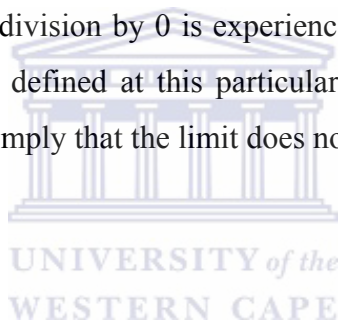 division by 0 is experienc
defined at this particular
mply that the limit does no
UNIVERSITY of the
WESTERN CAPE